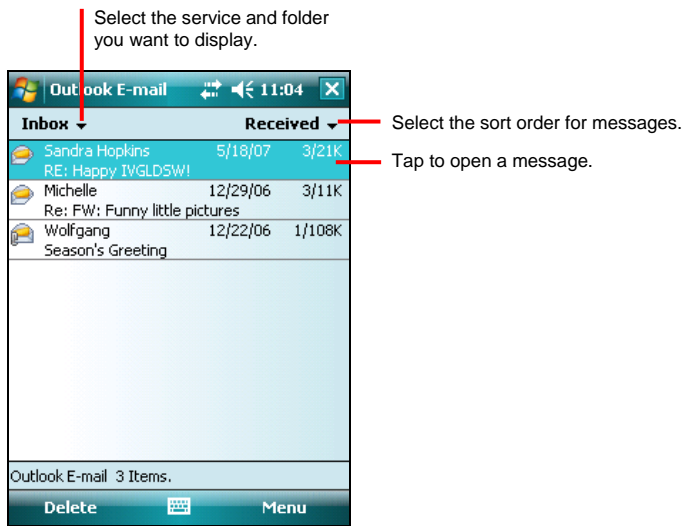 Select the service and folder
you want to display.
Outlook E-mail 11:04
Inbox Received
Select the sort order for messages.
Sandra Hopkins 5/18/07 3/21K
RE: Happy IVGLDSW!
Tap to open a message.
Michelle 12/29/06 3/11K
Re: FW: Funny little pictures
Wolfgang 12/22/06 1/108K
Season's Greeting
Outlook E-mail 3 Items.
Delete Menu